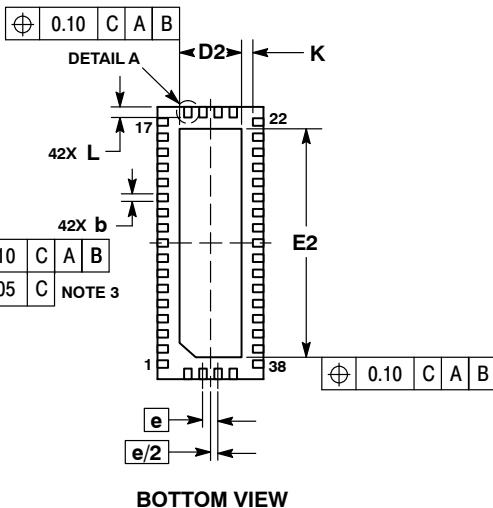 ⌖ 0.10 C A B
D2
K
DETAIL A
17
22
42X L
42X b
E2
10 C A B
05 C NOTE 3
1
38
⌖ 0.10 C A B
e
e/2
BOTTOM VIEW